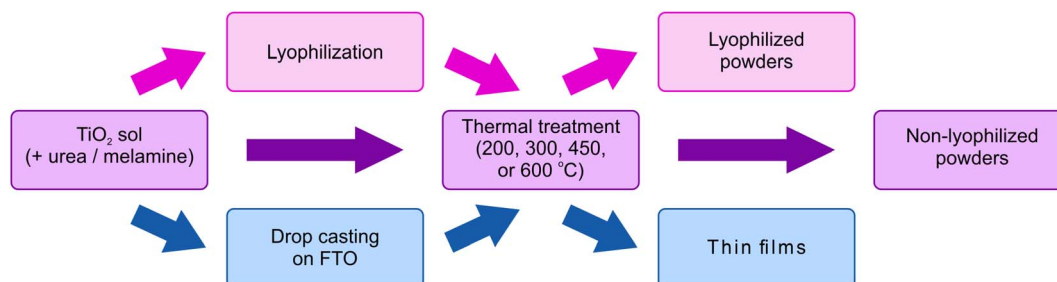 Lyophilization
Lyophilized
powders
TiO₂ sol
(+ urea / melamine)
Thermal treatment
(200, 300, 450,
or 600 °C)
Non-lyophilized
powders
Drop casting
on FTO
Thin films